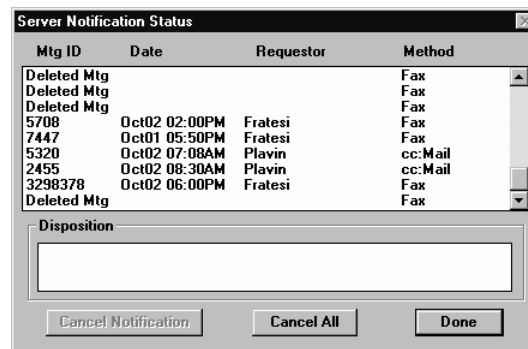 Server Notification Status
Mtg ID Date Requestor Method
Deleted Mtg Fax
Deleted Mtg Fax
Deleted Mtg Fax
5708 Oct02 02:00PM Fratesi Fax
7447 Oct01 05:50PM Fratesi Fax
5320 Oct02 07:08AM Plavin cc:Mail
2455 Oct02 08:30AM Plavin cc:Mail
3298378 Oct02 06:00PM Fratesi Fax
Deleted Mtg Fax
Disposition
Cancel Notification Cancel All Done